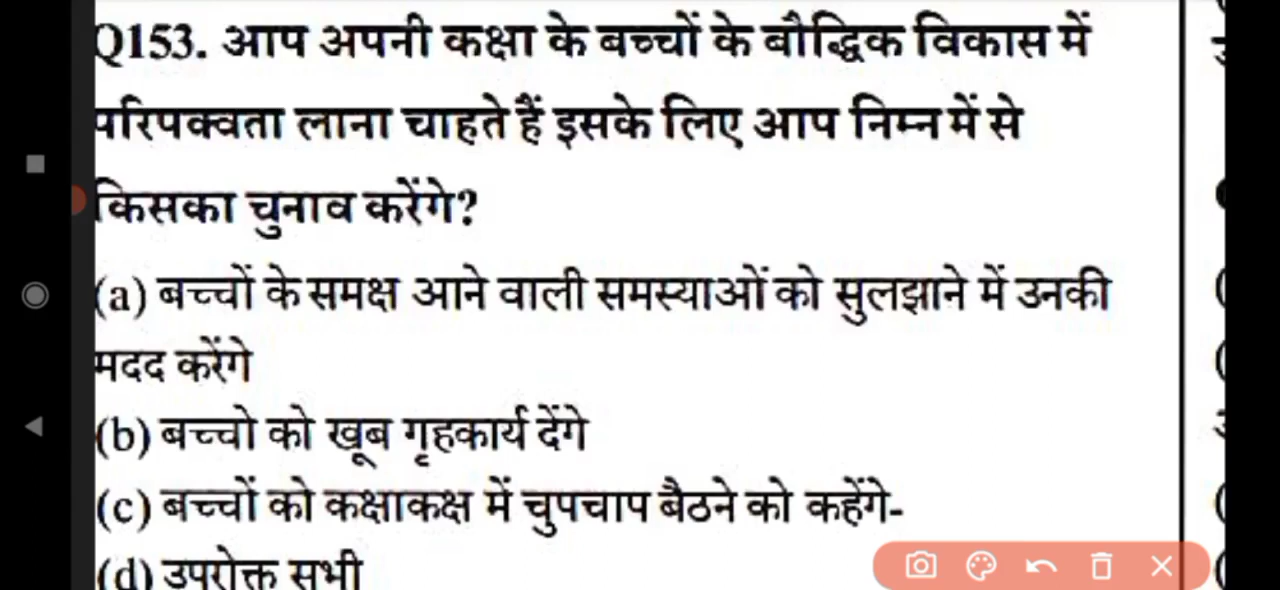 Q153. आप अपनी कक्षा के बच्चों के बौद्धिक विकास में
परिपक्वता लाना चाहते हैं इसके लिए आप निम्न में से
किसका चुनाव करेंगे?
(a) बच्चों के समक्ष आने वाली समस्याओं को सुलझाने में उनकी
मदद करेंगे
(b) बच्चो को खूब गृहकार्य देंगे
(c) बच्चों को कक्षाकक्ष में चुपचाप बैठने को कहेंगे-
(d) उपरोक्त सभी